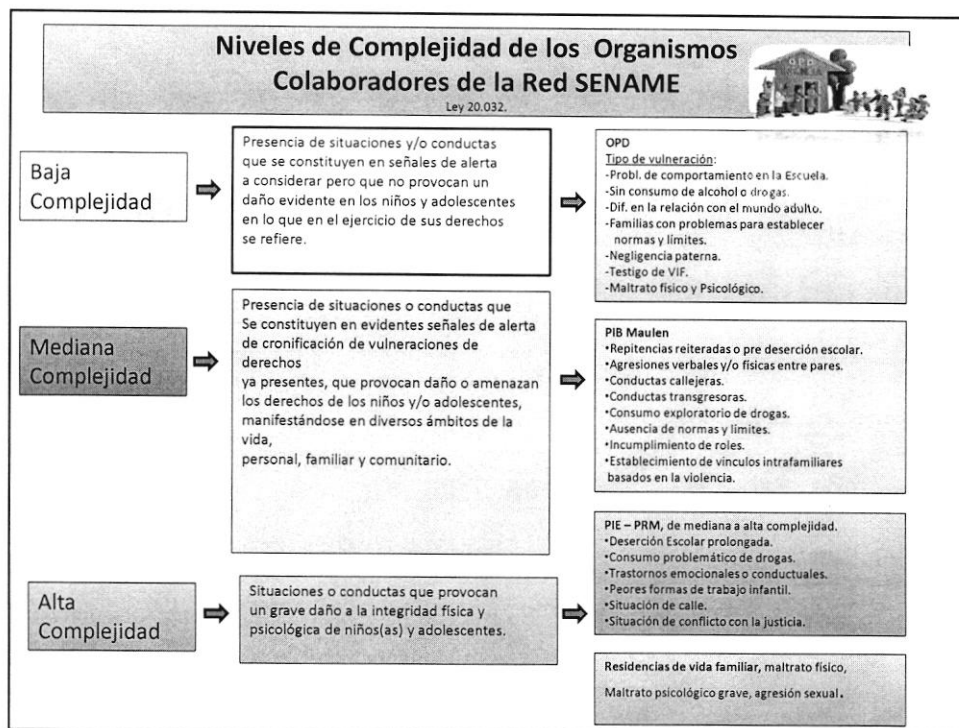 Niveles de Complejidad de los Organismos
Colaboradores de la Red SENAME
Ley 20.032.
OPD
Baja
Complejidad
Presencia de situaciones y/o conductas
que se constituyen en señales de alerta
a considerar pero que no provocan un
daño evidente en los niños y adolescentes
en lo que en el ejercicio de sus derechos
se refiere.
OPD
Tipo de vulneración:
-Probl. de comportamiento en la Escuela.
-Sin consumo de alcohol o drogas.
-Dif. en la relación con el mundo adulto.
-Familias con problemas para establecer
normas y límites.
-Negligencia paterna.
-Testigo de VIF.
-Maltrato físico y Psicológico.
Mediana
Complejidad
Presencia de situaciones o conductas que
Se constituyen en evidentes señales de alerta
de cronificación de vulneraciones de
derechos
ya presentes, que provocan daño o amenazan
los derechos de los niños y/o adolescentes,
manifestándose en diversos ámbitos de la
vida,
personal, familiar y comunitario.
PIB Maulen
•Repitencias reiteradas o pre deserción escolar.
•Agresiones verbales y/o físicas entre pares.
•Conductas callejeras.
•Conductas transgresoras.
•Consumo exploratorio de drogas.
•Ausencia de normas y límites.
•Incumplimiento de roles.
•Establecimiento de vínculos intrafamiliares
basados en la violencia.
Alta
Complejidad
Situaciones o conductas que provocan
un grave daño a la integridad física y
psicológica de niños(as) y adolescentes.
PIE – PRM, de mediana a alta complejidad.
•Deserción Escolar prolongada.
•Consumo problemático de drogas.
•Trastornos emocionales o conductuales.
•Peores formas de trabajo infantil.
•Situación de calle.
•Situación de conflicto con la justicia.
Residencias de vida familiar, maltrato físico,
Maltrato psicológico grave, agresión sexual.